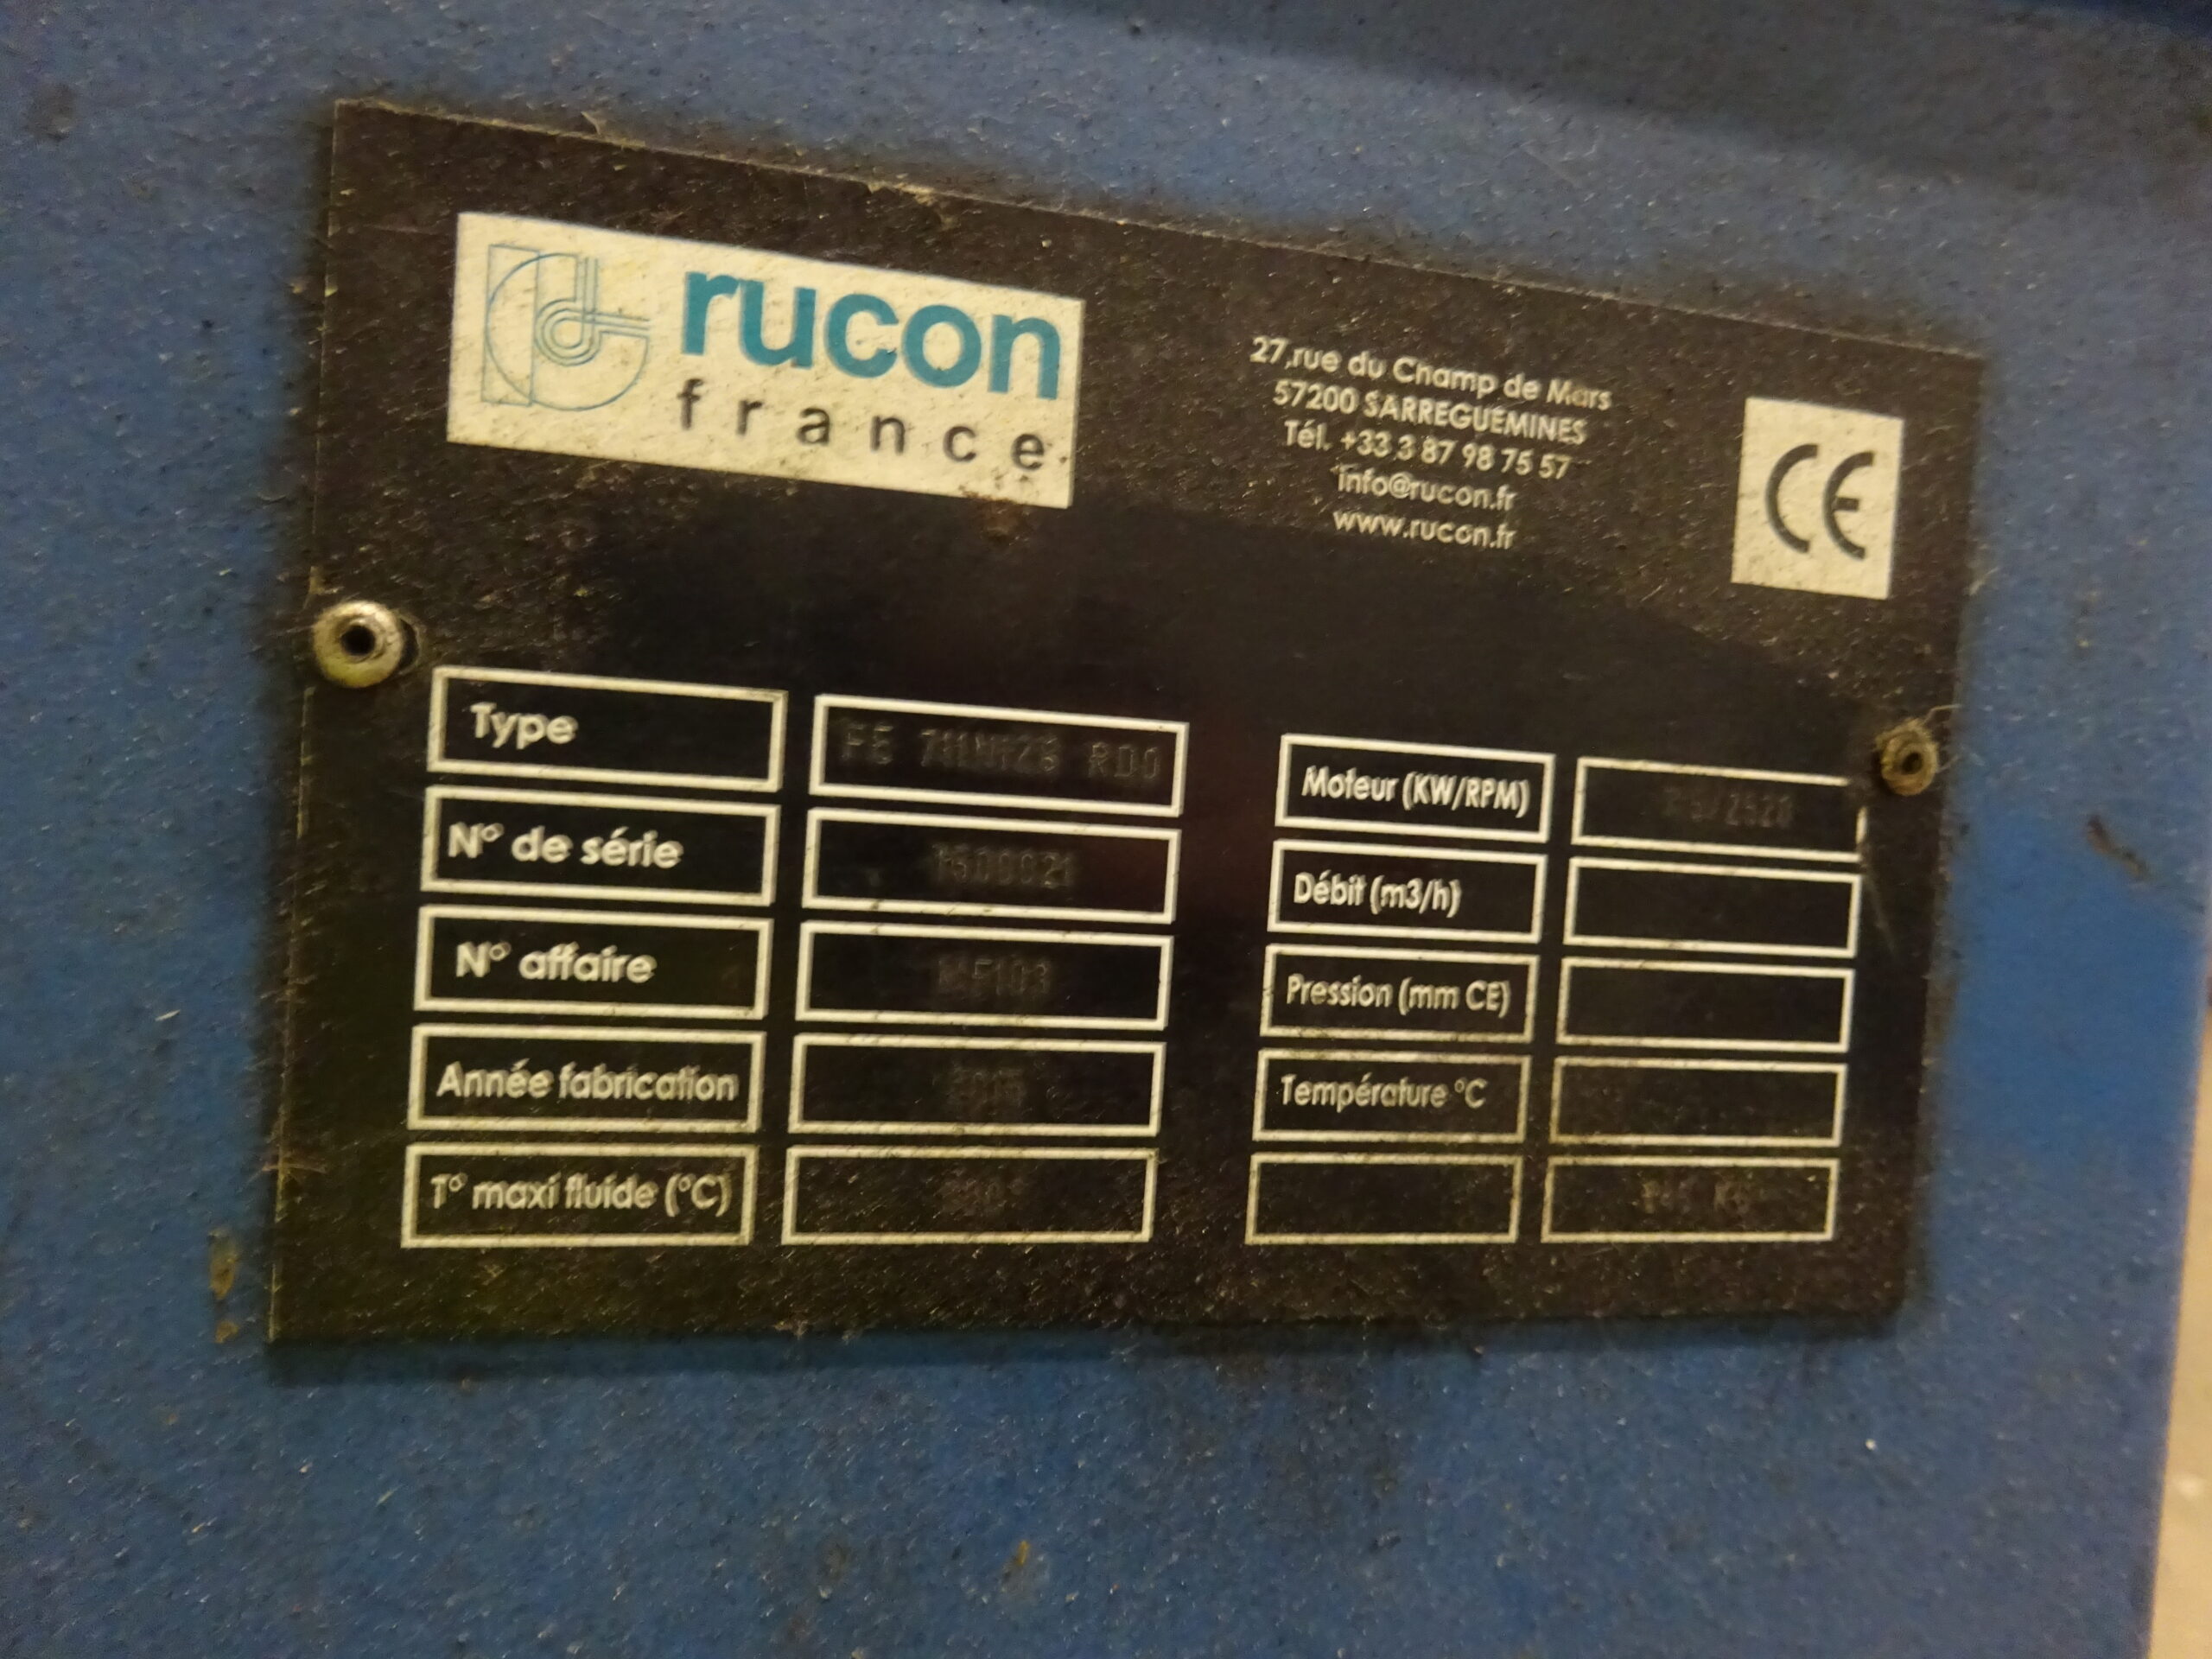 rucon
france
27,rue du Champ de Mars
57200 SARREGUEMINES
Tél. +33 3 87 98 75 57
info@rucon.fr
www.rucon.fr
CE
Type
N° de série 1500021
N° affaire
Année fabrication
T° maxi fluide (°C)
Moteur (KW/RPM)
Débit (m3/h)
Pression (mm CE)
Température °C